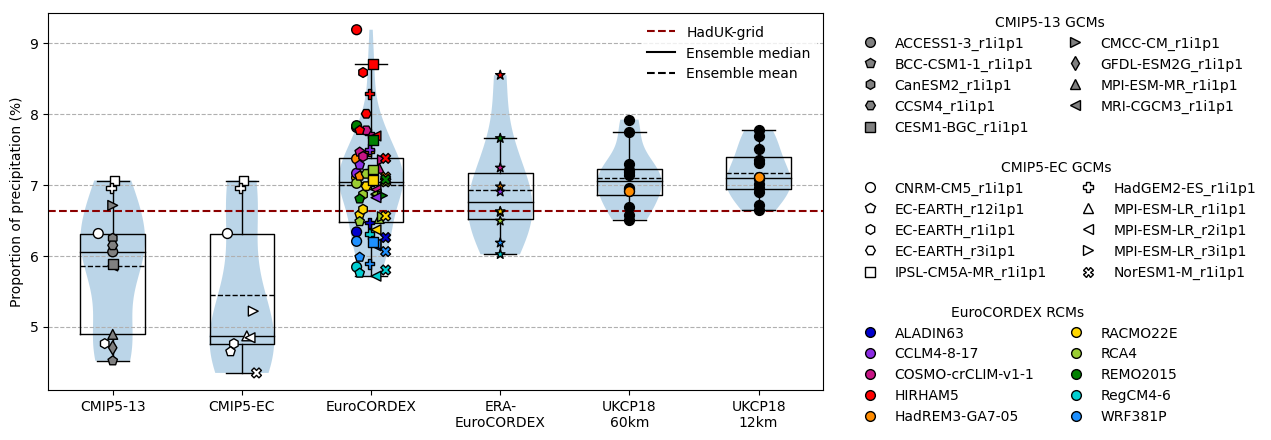 Proportion of precipitation (%)
9
8
7
6
5
HadUK-grid
Ensemble median
Ensemble mean
CMIP5-13
CMIP5-EC
EuroCORDEX
ERA-
EuroCORDEX
UKCP18
60km
UKCP18
12km
CMIP5-13 GCMs
ACCESS1-3_r1i1p1
BCC-CSM1-1_r1i1p1
CanESM2_r1i1p1
CCSM4_r1i1p1
CESM1-BGC_r1i1p1
CMCC-CM_r1i1p1
GFDL-ESM2G_r1i1p1
MPI-ESM-MR_r1i1p1
MRI-CGCM3_r1i1p1
CMIP5-EC GCMs
CNRM-CM5_r1i1p1
EC-EARTH_r12i1p1
EC-EARTH_r1i1p1
EC-EARTH_r3i1p1
IPSL-CM5A-MR_r1i1p1
HadGEM2-ES_r1i1p1
MPI-ESM-LR_r1i1p1
MPI-ESM-LR_r2i1p1
MPI-ESM-LR_r3i1p1
NorESM1-M_r1i1p1
EuroCORDEX RCMs
ALADIN63
CCLM4-8-17
COSMO-crCLIM-v1-1
HIRHAM5
HadREM3-GA7-05
RACMO22E
RCA4
REMO2015
RegCM4-6
WRF381P